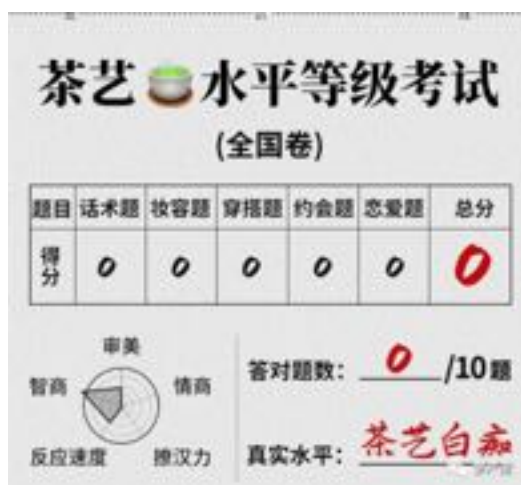 茶艺🍵水平等级考试
(全国卷)
题目 话术题 妆容题 穿搭题 约会题 恋爱题 总分
得分 0 0 0 0 0 0
审美
智商 情商
反应速度 撩汉力
答对题数: 0 /10题
真实水平: 茶艺白痴